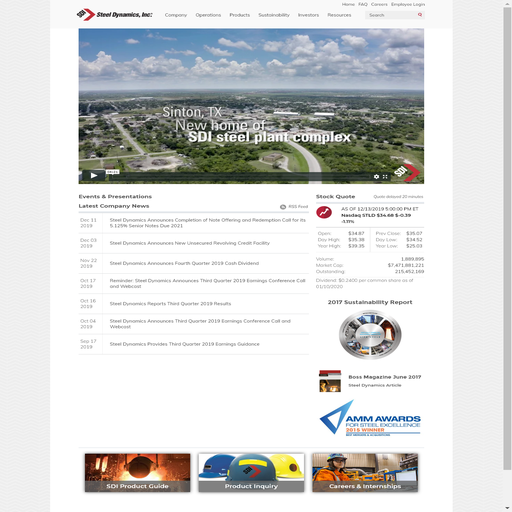 Home FAQ Careers Employee Login
SDI Steel Dynamics, Inc.
Company Operations Products Sustainability Investors Resources
Search
Sinton, TX
New home of
SDI steel plant complex
SDI
Events & Presentations
Latest Company News
RSS Feed
Dec 11 2019
Steel Dynamics Announces Completion of Note Offering and Redemption Call for its
5.125% Senior Notes Due 2021
Dec 03 2019
Steel Dynamics Announces New Unsecured Revolving Credit Facility
Nov 22 2019
Steel Dynamics Announces Fourth Quarter 2019 Cash Dividend
Oct 17 2019
Reminder: Steel Dynamics Announces Third Quarter 2019 Earnings Conference Call
and Webcast
Oct 16 2019
Steel Dynamics Reports Third Quarter 2019 Results
Oct 04 2019
Steel Dynamics Announces Third Quarter 2019 Earnings Conference Call and
Webcast
Sep 17 2019
Steel Dynamics Provides Third Quarter 2019 Earnings Guidance
Stock Quote
Quote delayed 20 minutes
AS OF 12/13/2019 5:00:00 PM ET
Nasdaq STLD $34.68 $-0.39
-1.11%
Open: $34.87 Prev Close: $35.07
Day High: $35.38 Day Low: $34.52
Year High: $39.35 Year Low: $25.03
Volume: 1,889,895
Market Cap: $7,471,881,221
Outstanding: 215,452,169
Dividend: $0.2400 per common share as of
01/10/2020
2017 Sustainability Report
Boss Magazine June 2017
Steel Dynamics Article
AMM AWARDS
FOR STEEL EXCELLENCE
2015 WINNER
BEST MERGER & ACQUISITION
SDI Product Guide
Product Inquiry
Careers & Internships